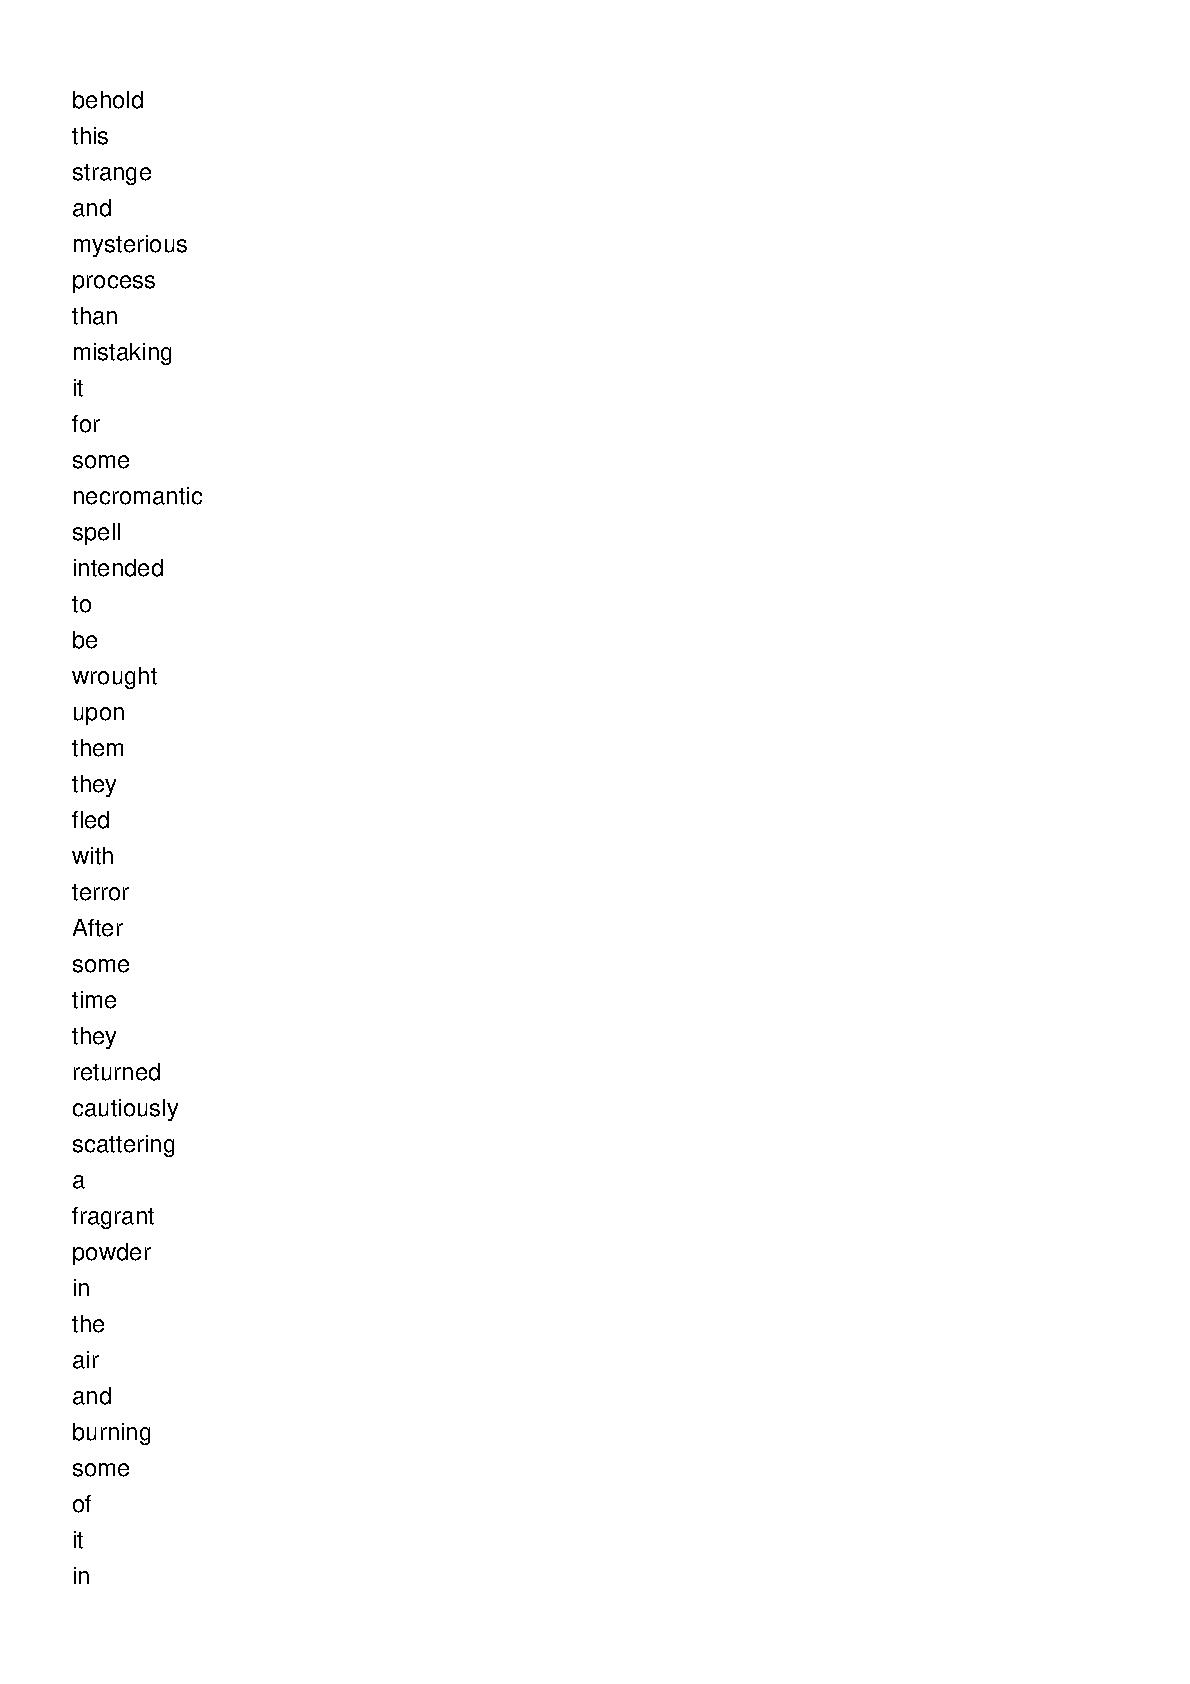 behold
this
strange
and
mysterious
process
than
mistaking
it
for
some
necromantic
spell
intended
to
be
wrought
upon
them
they
fled
with
terror
After
some
time
they
returned
cautiously
scattering
a
fragrant
powder
in
the
air
and
burning
some
of
it
in